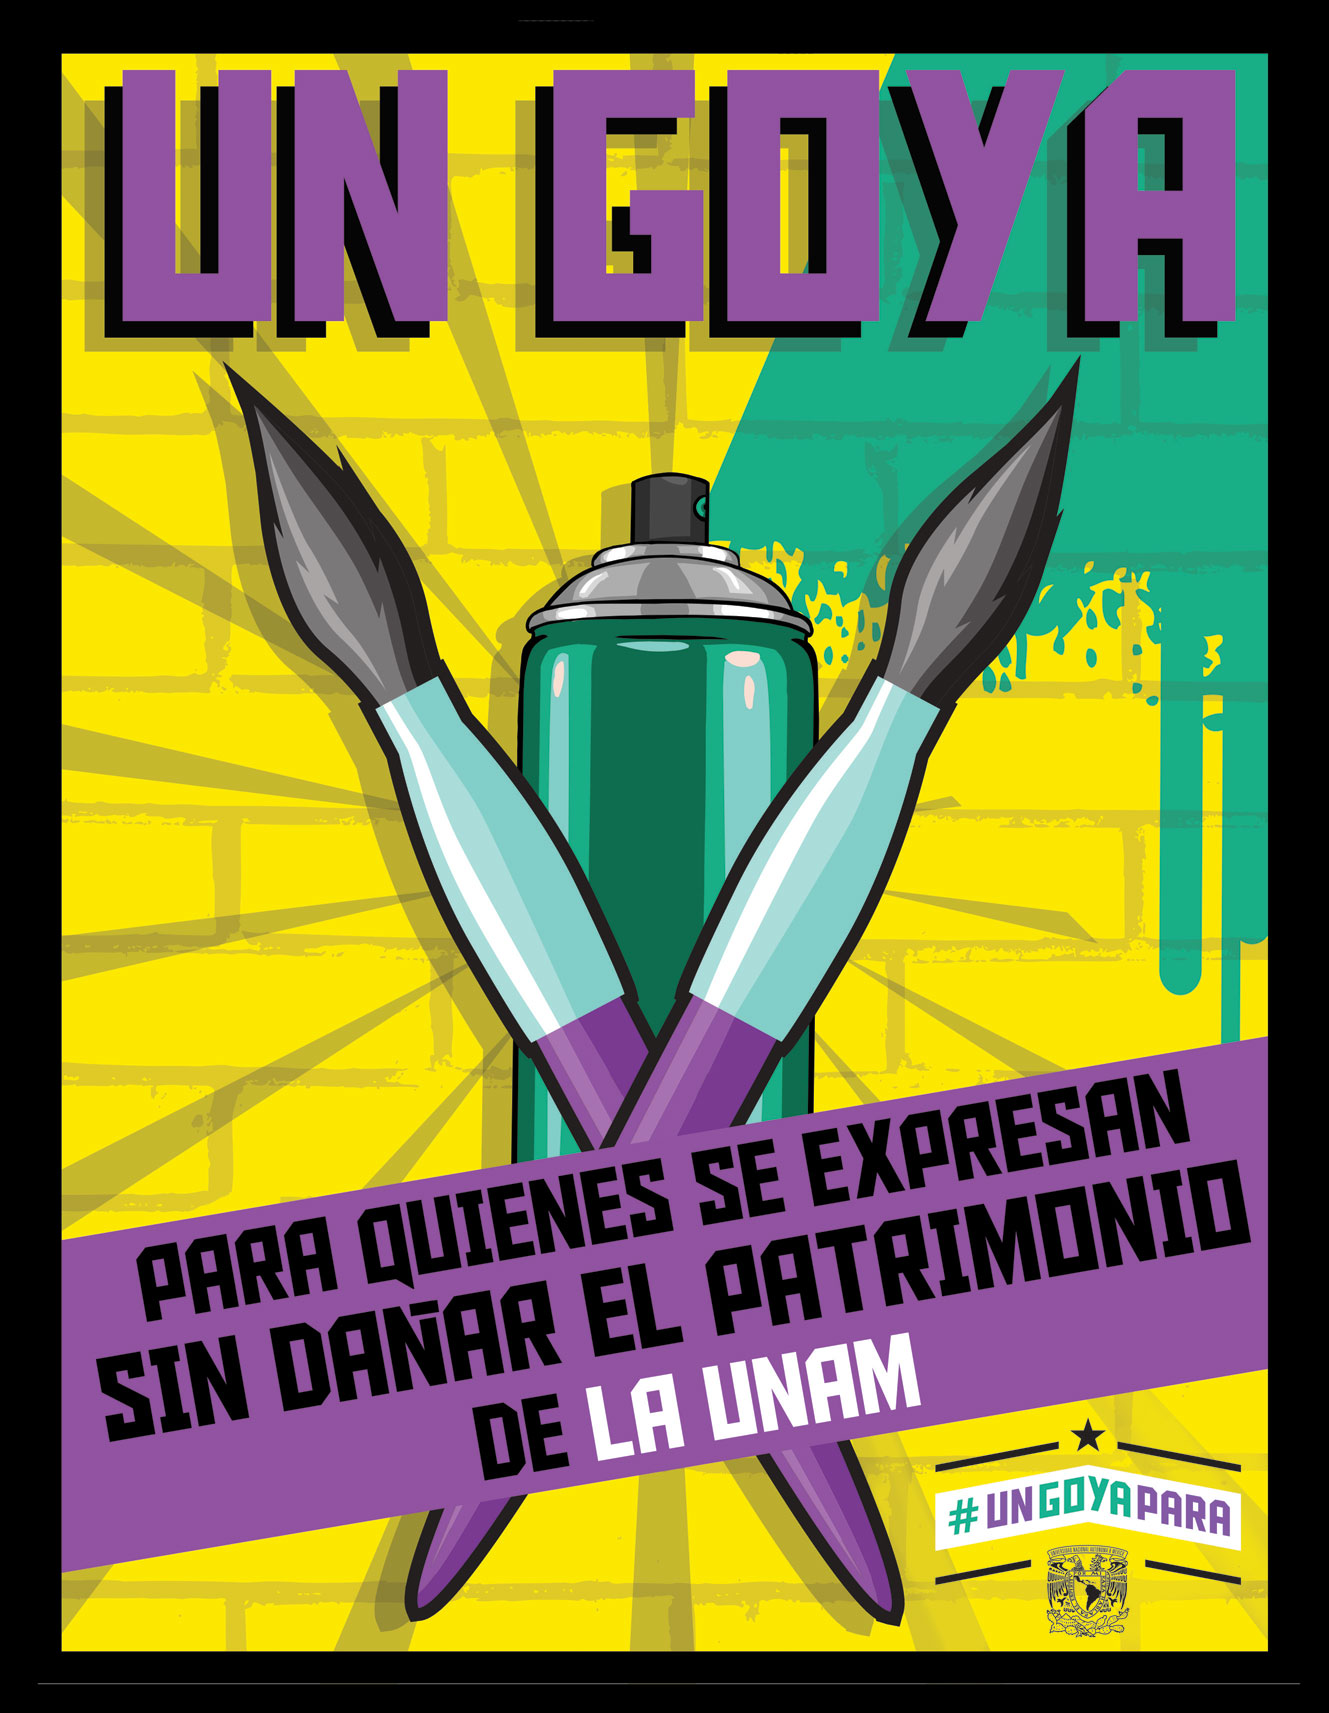 UN GOYA
PARA QUIENES SE EXPRESAN
SIN DAÑAR EL PATRIMONIO
DE LA UNAM
#UNGOYAPARA